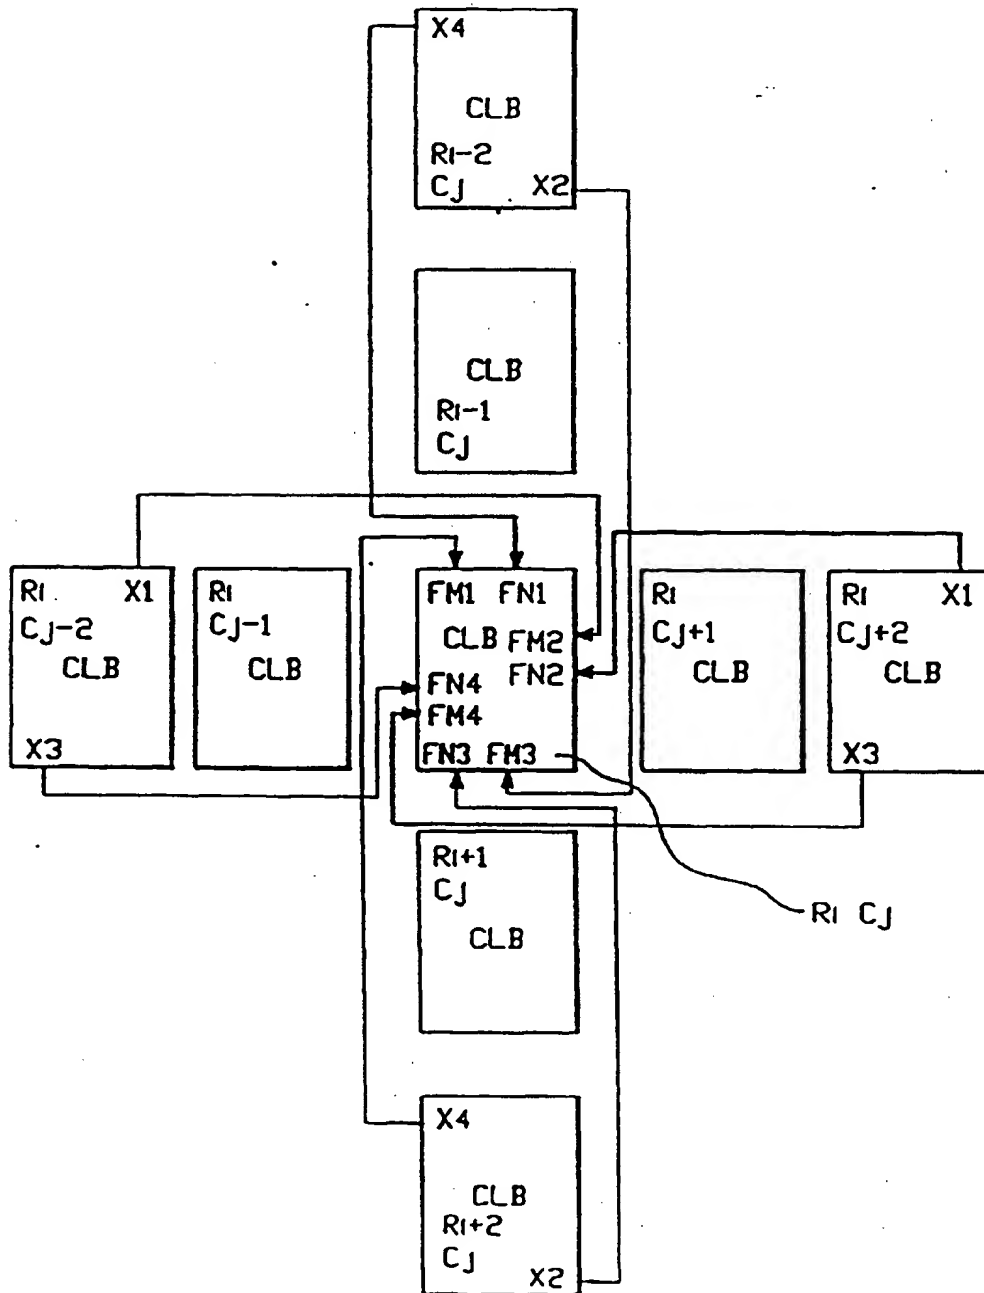 X4
CLB
Ri-2
CJ X2
CLB
Ri-1
CJ
Ri X1
CJ-2
CLB
X3
Ri
CJ-1
CLB
FM1 FN1
CLB FM2
FN2
FN4
FM4
FN3 FM3
Ri
CJ+1
CLB
Ri X1
CJ+2
CLB
X3
Ri+1
CJ
CLB
Ri CJ
X4
CLB
Ri+2
CJ
X2